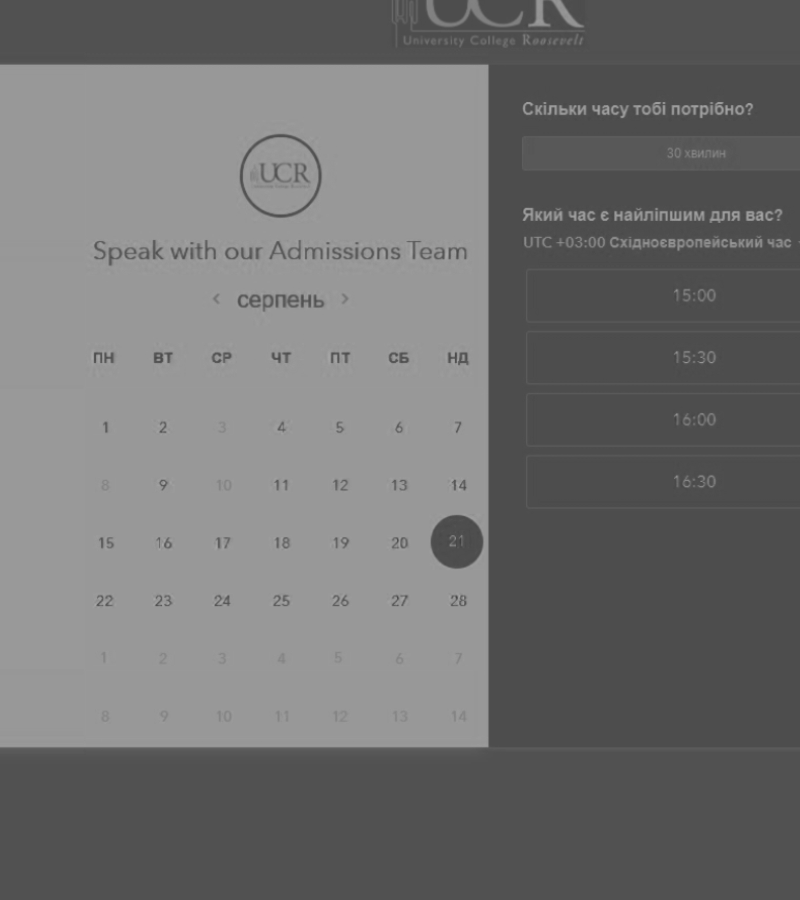 UCR
University College Roosevelt
UCR
Speak with our Admissions Team
‹ серпень ›
ПН ВТ СР ЧТ ПТ СБ НД
1 2 3 4 5 6 7
8 9 10 11 12 13 14
15 16 17 18 19 20 21
22 23 24 25 26 27 28
1 2 3 4 5 6 7
8 9 10 11 12 13 14
Скільки часу тобі потрібно?
30 хвилин
Який час є найліпшим для вас?
UTC +03:00 Східноєвропейський час
15:00
15:30
16:00
16:30